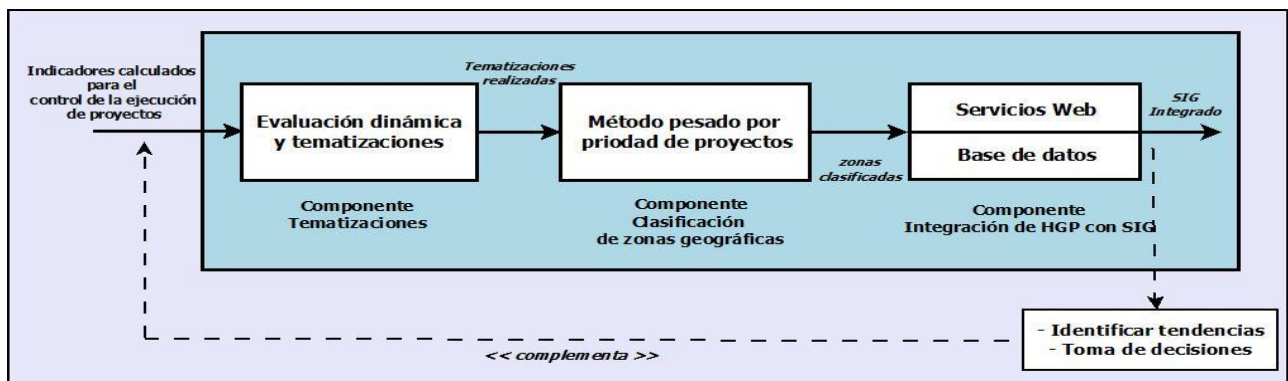 Indicadores calculados
para el
control de la ejecución
de proyectos
Evaluación dinámica
y tematizaciones
Componente
Tematizaciones
Tematizaciones
realizadas
Método pesado por
priodad de proyectos
Componente
Clasificación
de zonas geográficas
zonas
clasificadas
Servicios Web
Base de datos
Componente
Integración de HGP con SIG
SIG
Integrado
- Identificar tendencias
- Toma de decisiones
<< complementa >>